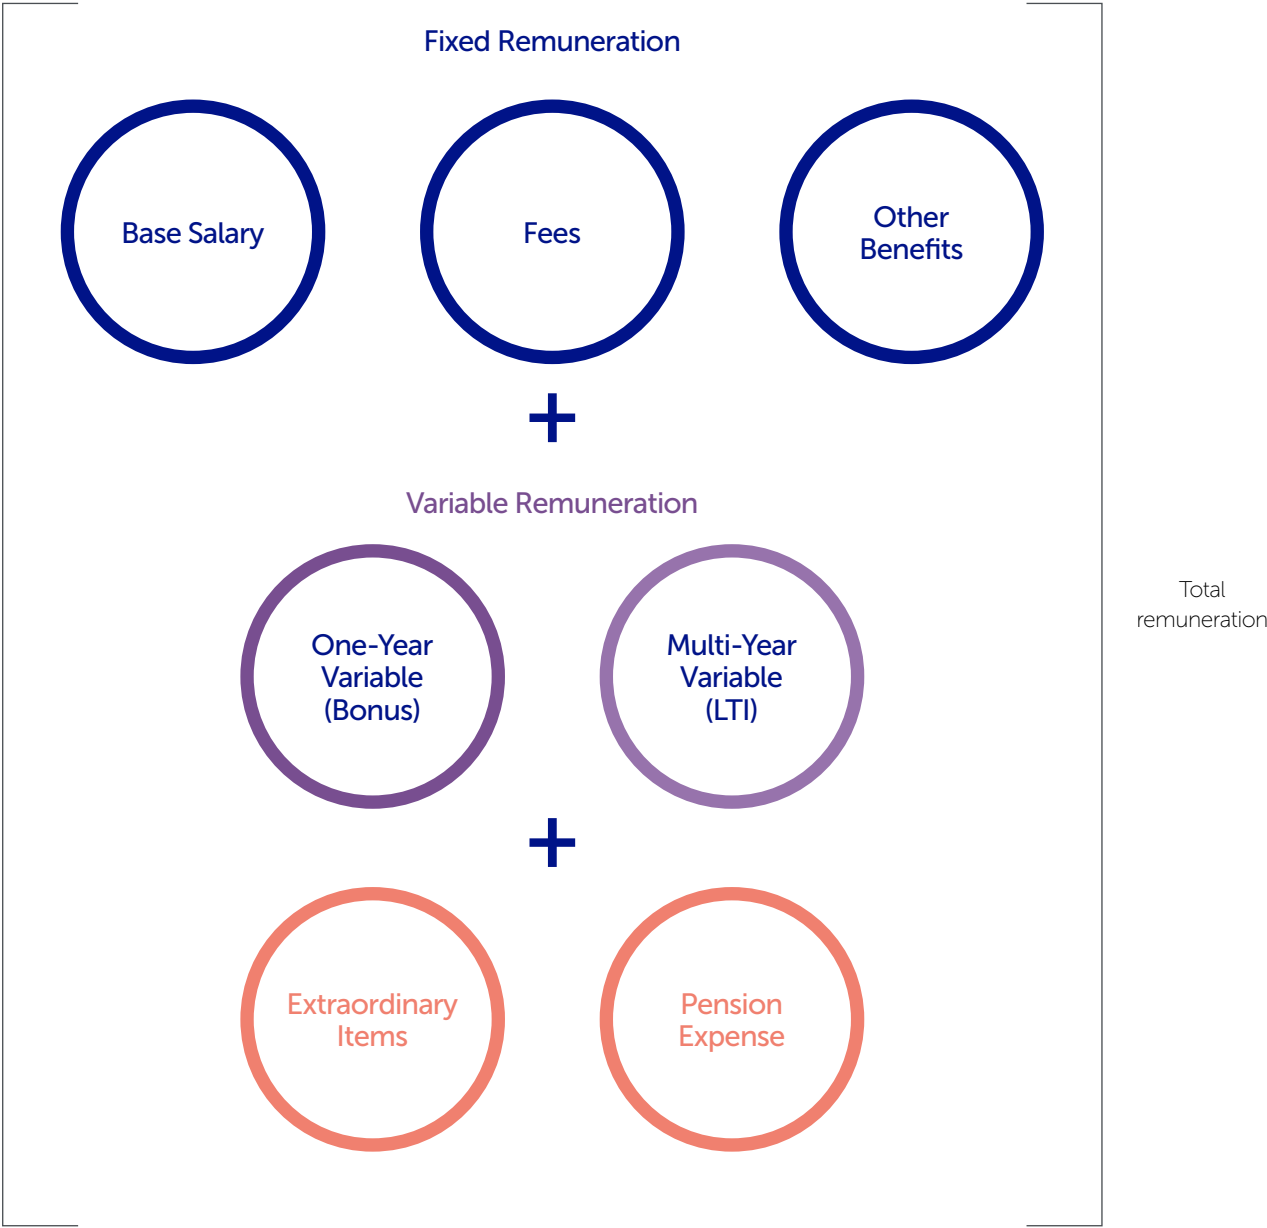 Fixed Remuneration
Base Salary
Fees
Other
Benefits
+
Variable Remuneration
One-Year
Variable
(Bonus)
Multi-Year
Variable
(LTI)
Total
remuneration
+
Extraordinary
Items
Pension
Expense